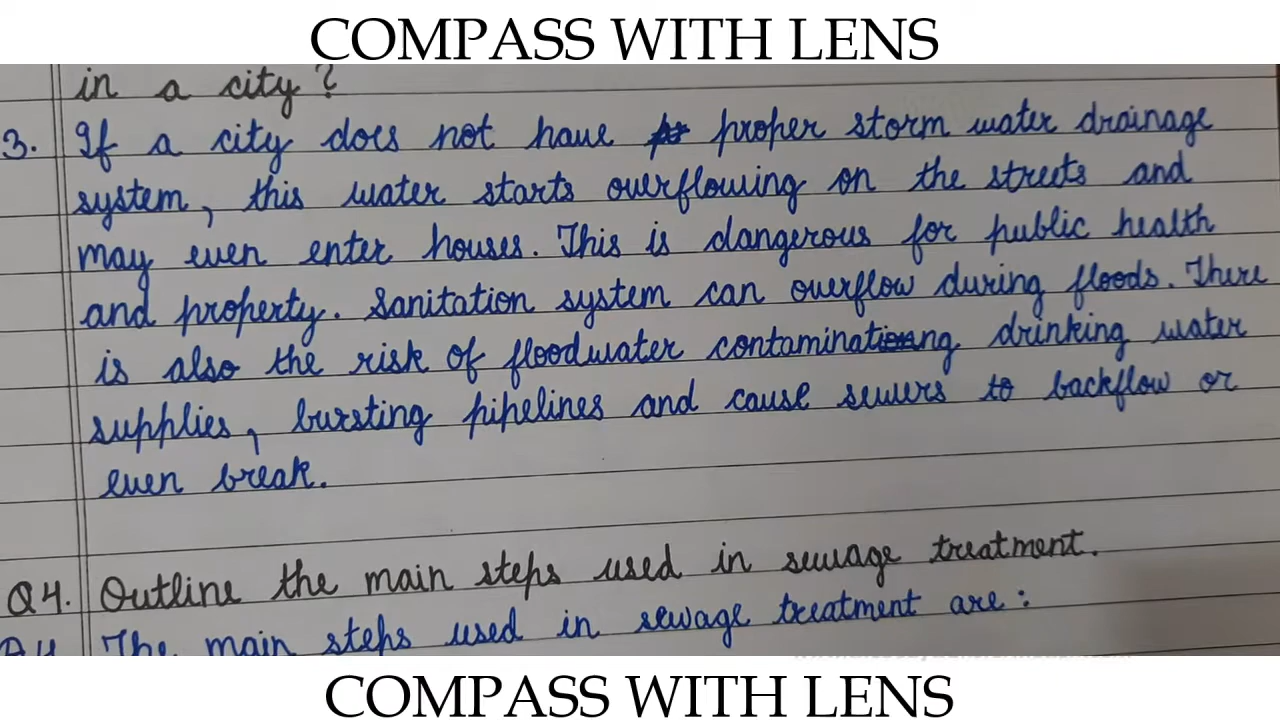 COMPASS WITH LENS
in a city?
3. If a city does not have proper storm water drainage
system, this water starts overflowing on the streets and
may even enter houses. This is dangerous for public health
and property. Sanitation system can overflow during floods. There
is also the risk of floodwater contaminating drinking water
supplies, bursting pipelines and cause sewers to backflow or
even break.
Q4. Outline the main steps used in sewage treatment.
A4. The main steps used in sewage treatment are:
COMPASS WITH LENS